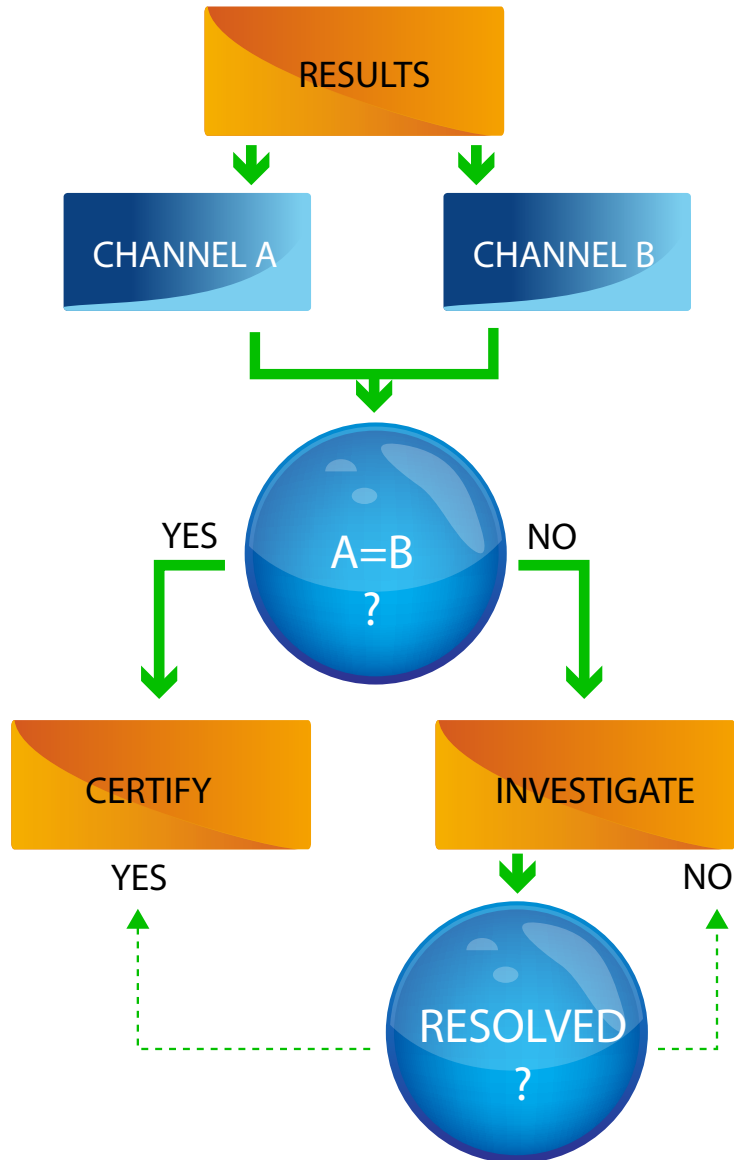 RESULTS
CHANNEL A
CHANNEL B
YES
NO
A=B
?
CERTIFY
INVESTIGATE
YES
NO
RESOLVED
?